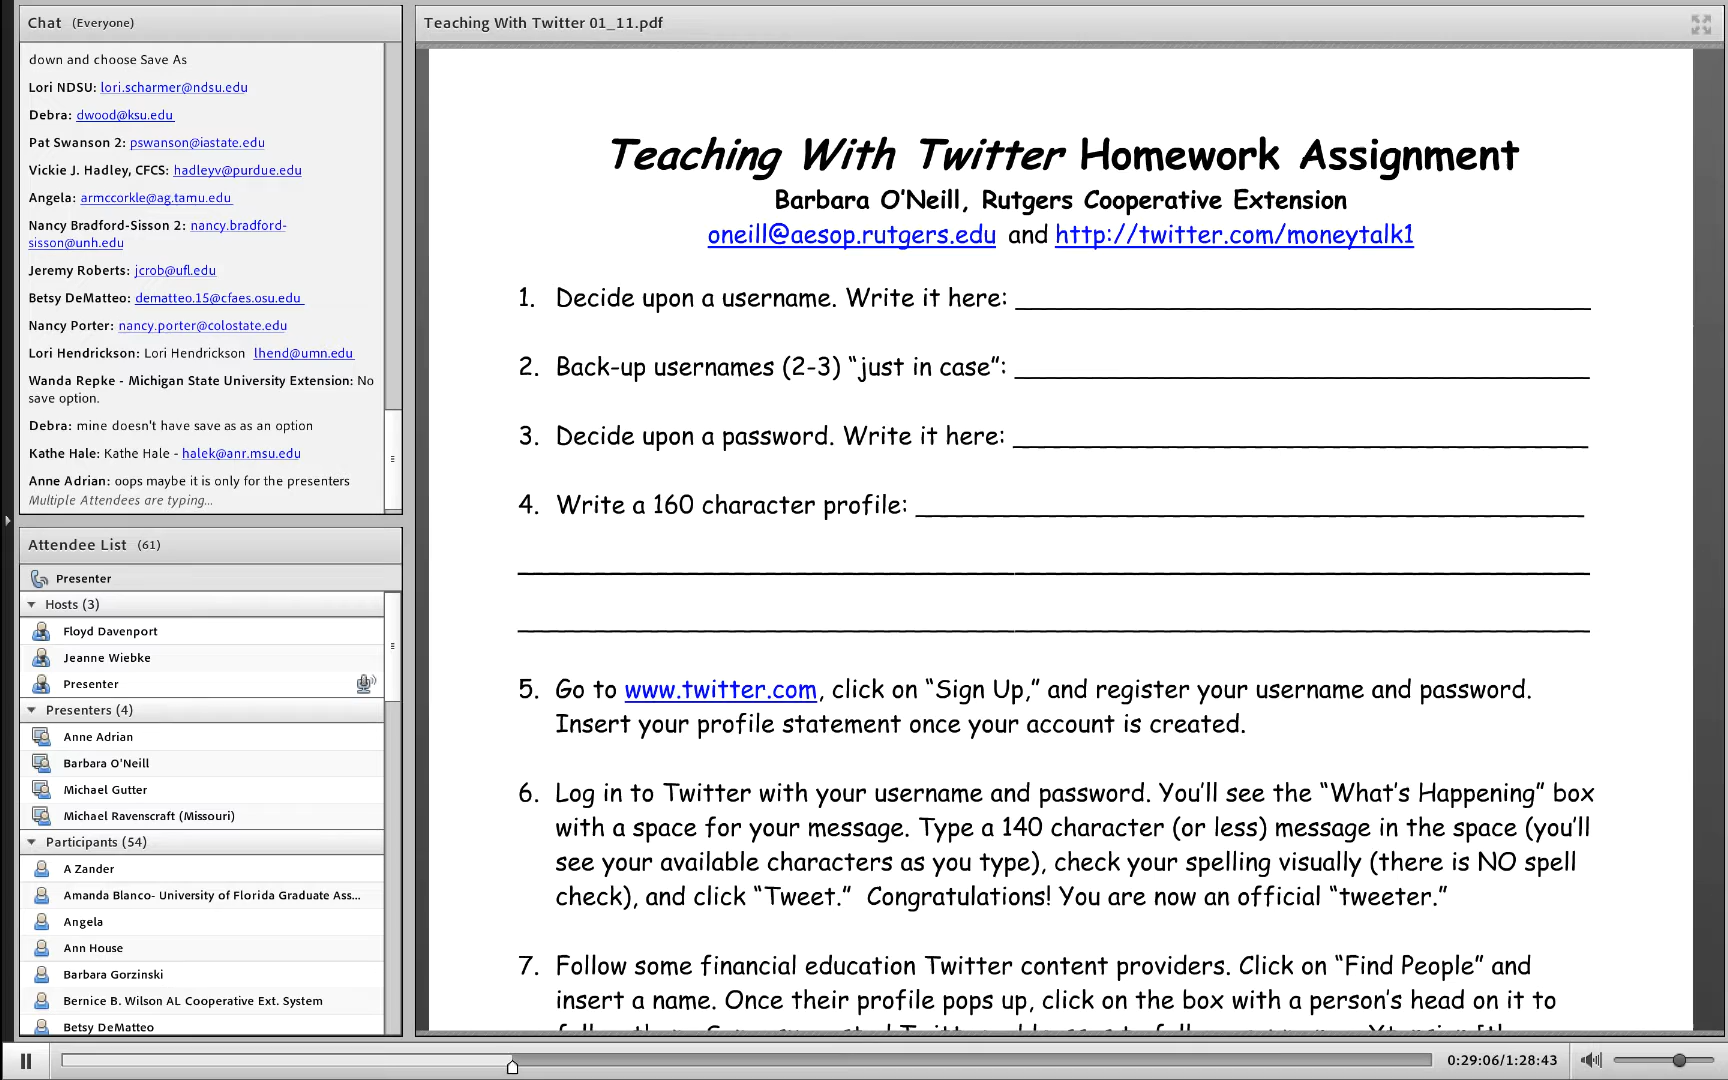 Chat (Everyone)
down and choose Save As
Lori NDSU: lori.scharmer@ndsu.edu
Debra: dwood@ksu.edu
Pat Swanson 2: pswanson@iastate.edu
Vickie J. Hadley, CFCS: hadleyv@purdue.edu
Angela: armccorkle@ag.tamu.edu
Nancy Bradford-Sisson 2: nancy.bradford-
sisson@unh.edu
Jeremy Roberts: jcrob@ufl.edu
Betsy DeMatteo: dematteo.15@cfaes.osu.edu
Nancy Porter: nancy.porter@colostate.edu
Lori Hendrickson: Lori Hendrickson lhend@umn.edu
Wanda Repke - Michigan State University Extension: No
save option.
Debra: mine doesn't have save as as an option
Kathe Hale: Kathe Hale - halek@anr.msu.edu
Anne Adrian: oops maybe it is only for the presenters
Multiple Attendees are typing...
Attendee List (61)
Presenter
Hosts (3)
Floyd Davenport
Jeanne Wiebke
Presenter
Presenters (4)
Anne Adrian
Barbara O'Neill
Michael Gutter
Michael Ravenscraft (Missouri)
Participants (54)
A Zander
Amanda Blanco- University of Florida Graduate Ass...
Angela
Ann House
Barbara Gorzinski
Bernice B. Wilson AL Cooperative Ext. System
Betsy DeMatteo
Teaching With Twitter 01_11.pdf
Teaching With Twitter Homework Assignment
Barbara O’Neill, Rutgers Cooperative Extension
oneill@aesop.rutgers.edu and http://twitter.com/moneytalk1
1. Decide upon a username. Write it here:
2. Back-up usernames (2-3) “just in case”:
3. Decide upon a password. Write it here:
4. Write a 160 character profile:
5. Go to www.twitter.com, click on “Sign Up,” and register your username and password.
Insert your profile statement once your account is created.
6. Log in to Twitter with your username and password. You’ll see the “What’s Happening” box
with a space for your message. Type a 140 character (or less) message in the space (you’ll
see your available characters as you type), check your spelling visually (there is NO spell
check), and click “Tweet.” Congratulations! You are now an official “tweeter.”
7. Follow some financial education Twitter content providers. Click on “Find People” and
insert a name. Once their profile pops up, click on the box with a person’s head on it to
0:29:06/1:28:43